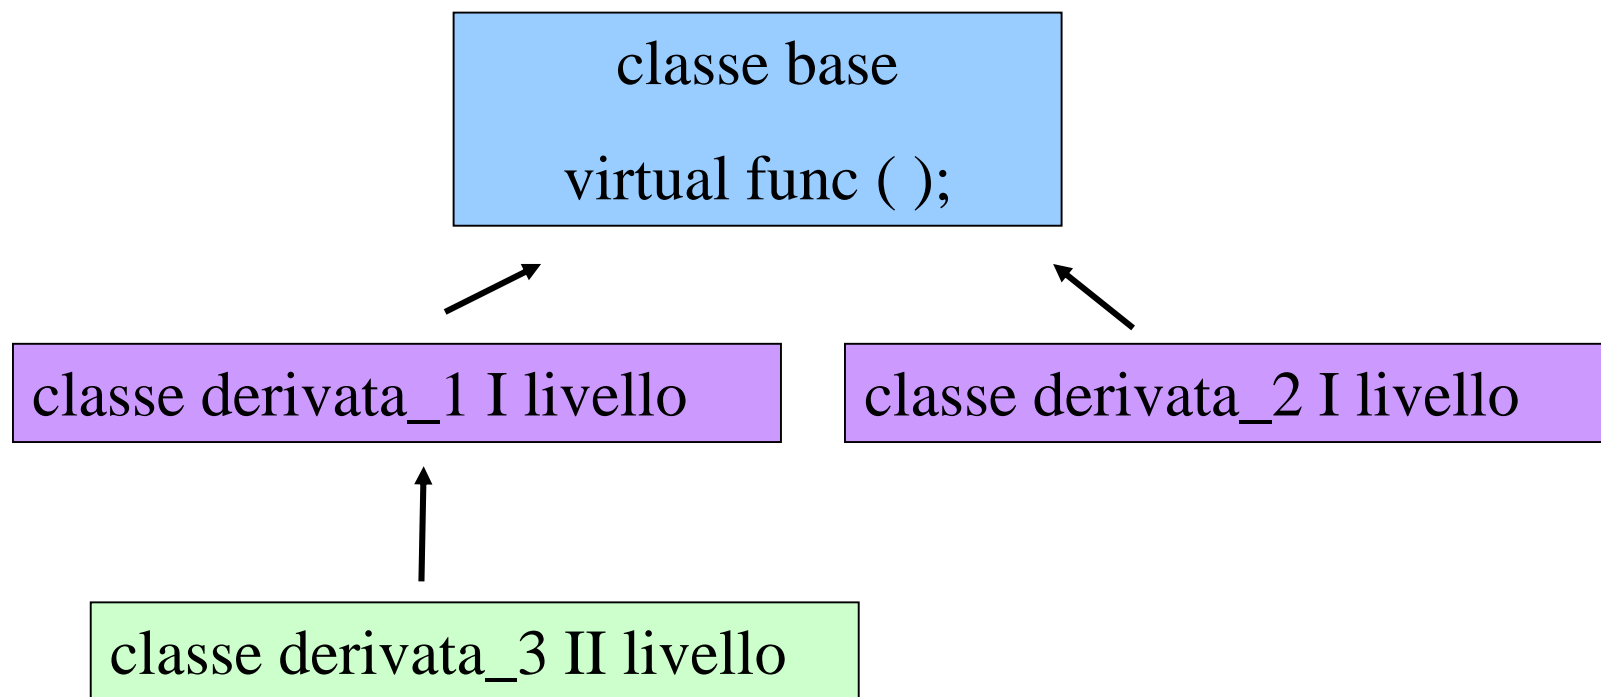 classe base
virtual func ( );
classe derivata_1 I livello
classe derivata_2 I livello
classe derivata_3 II livello